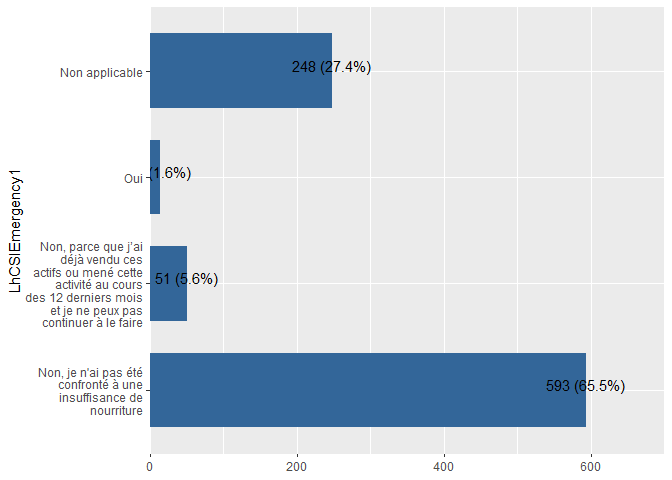 LhCSIEmergency1
Non applicable
248 (27.4%)
Oui
(1.6%)
Non, parce que j'ai
déjà vendu ces
actifs ou mené cette
activité au cours
des 12 derniers mois
et je ne peux pas
continuer à le faire
51 (5.6%)
Non, je n'ai pas été
confronté à une
insuffisance de
nourriture
593 (65.5%)
0
200
400
600